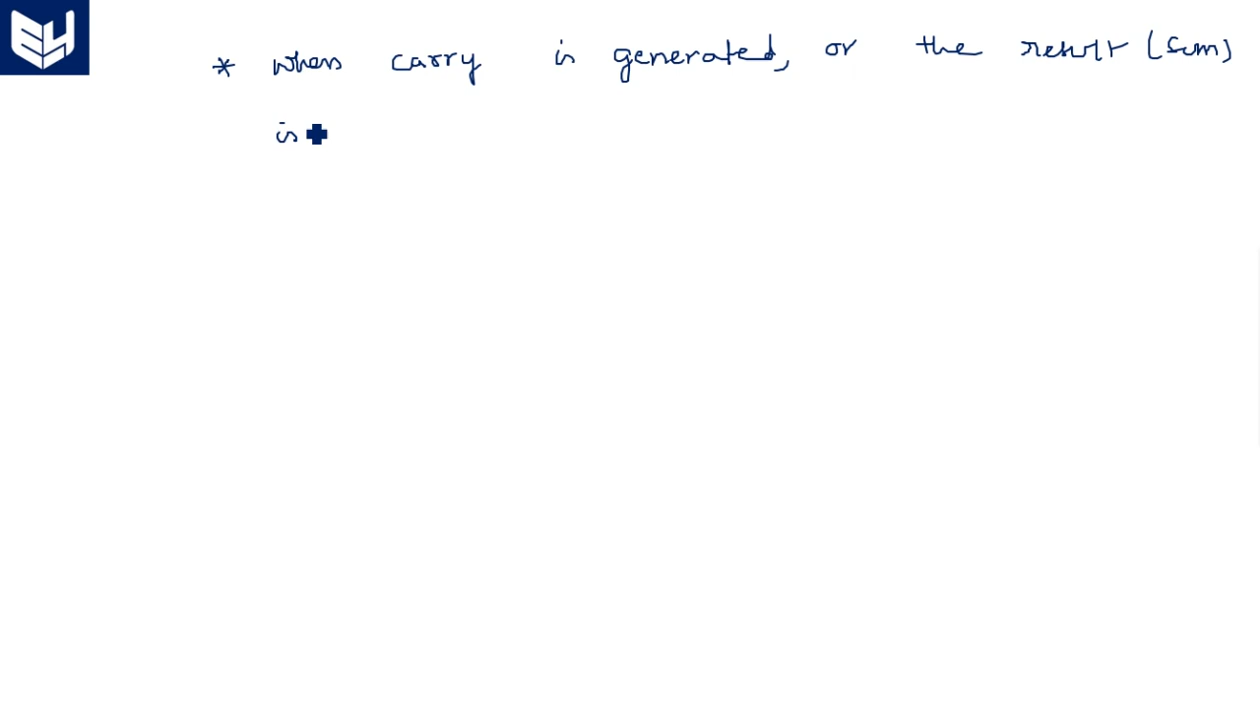 * when carry is generated, or the result (sum)
is